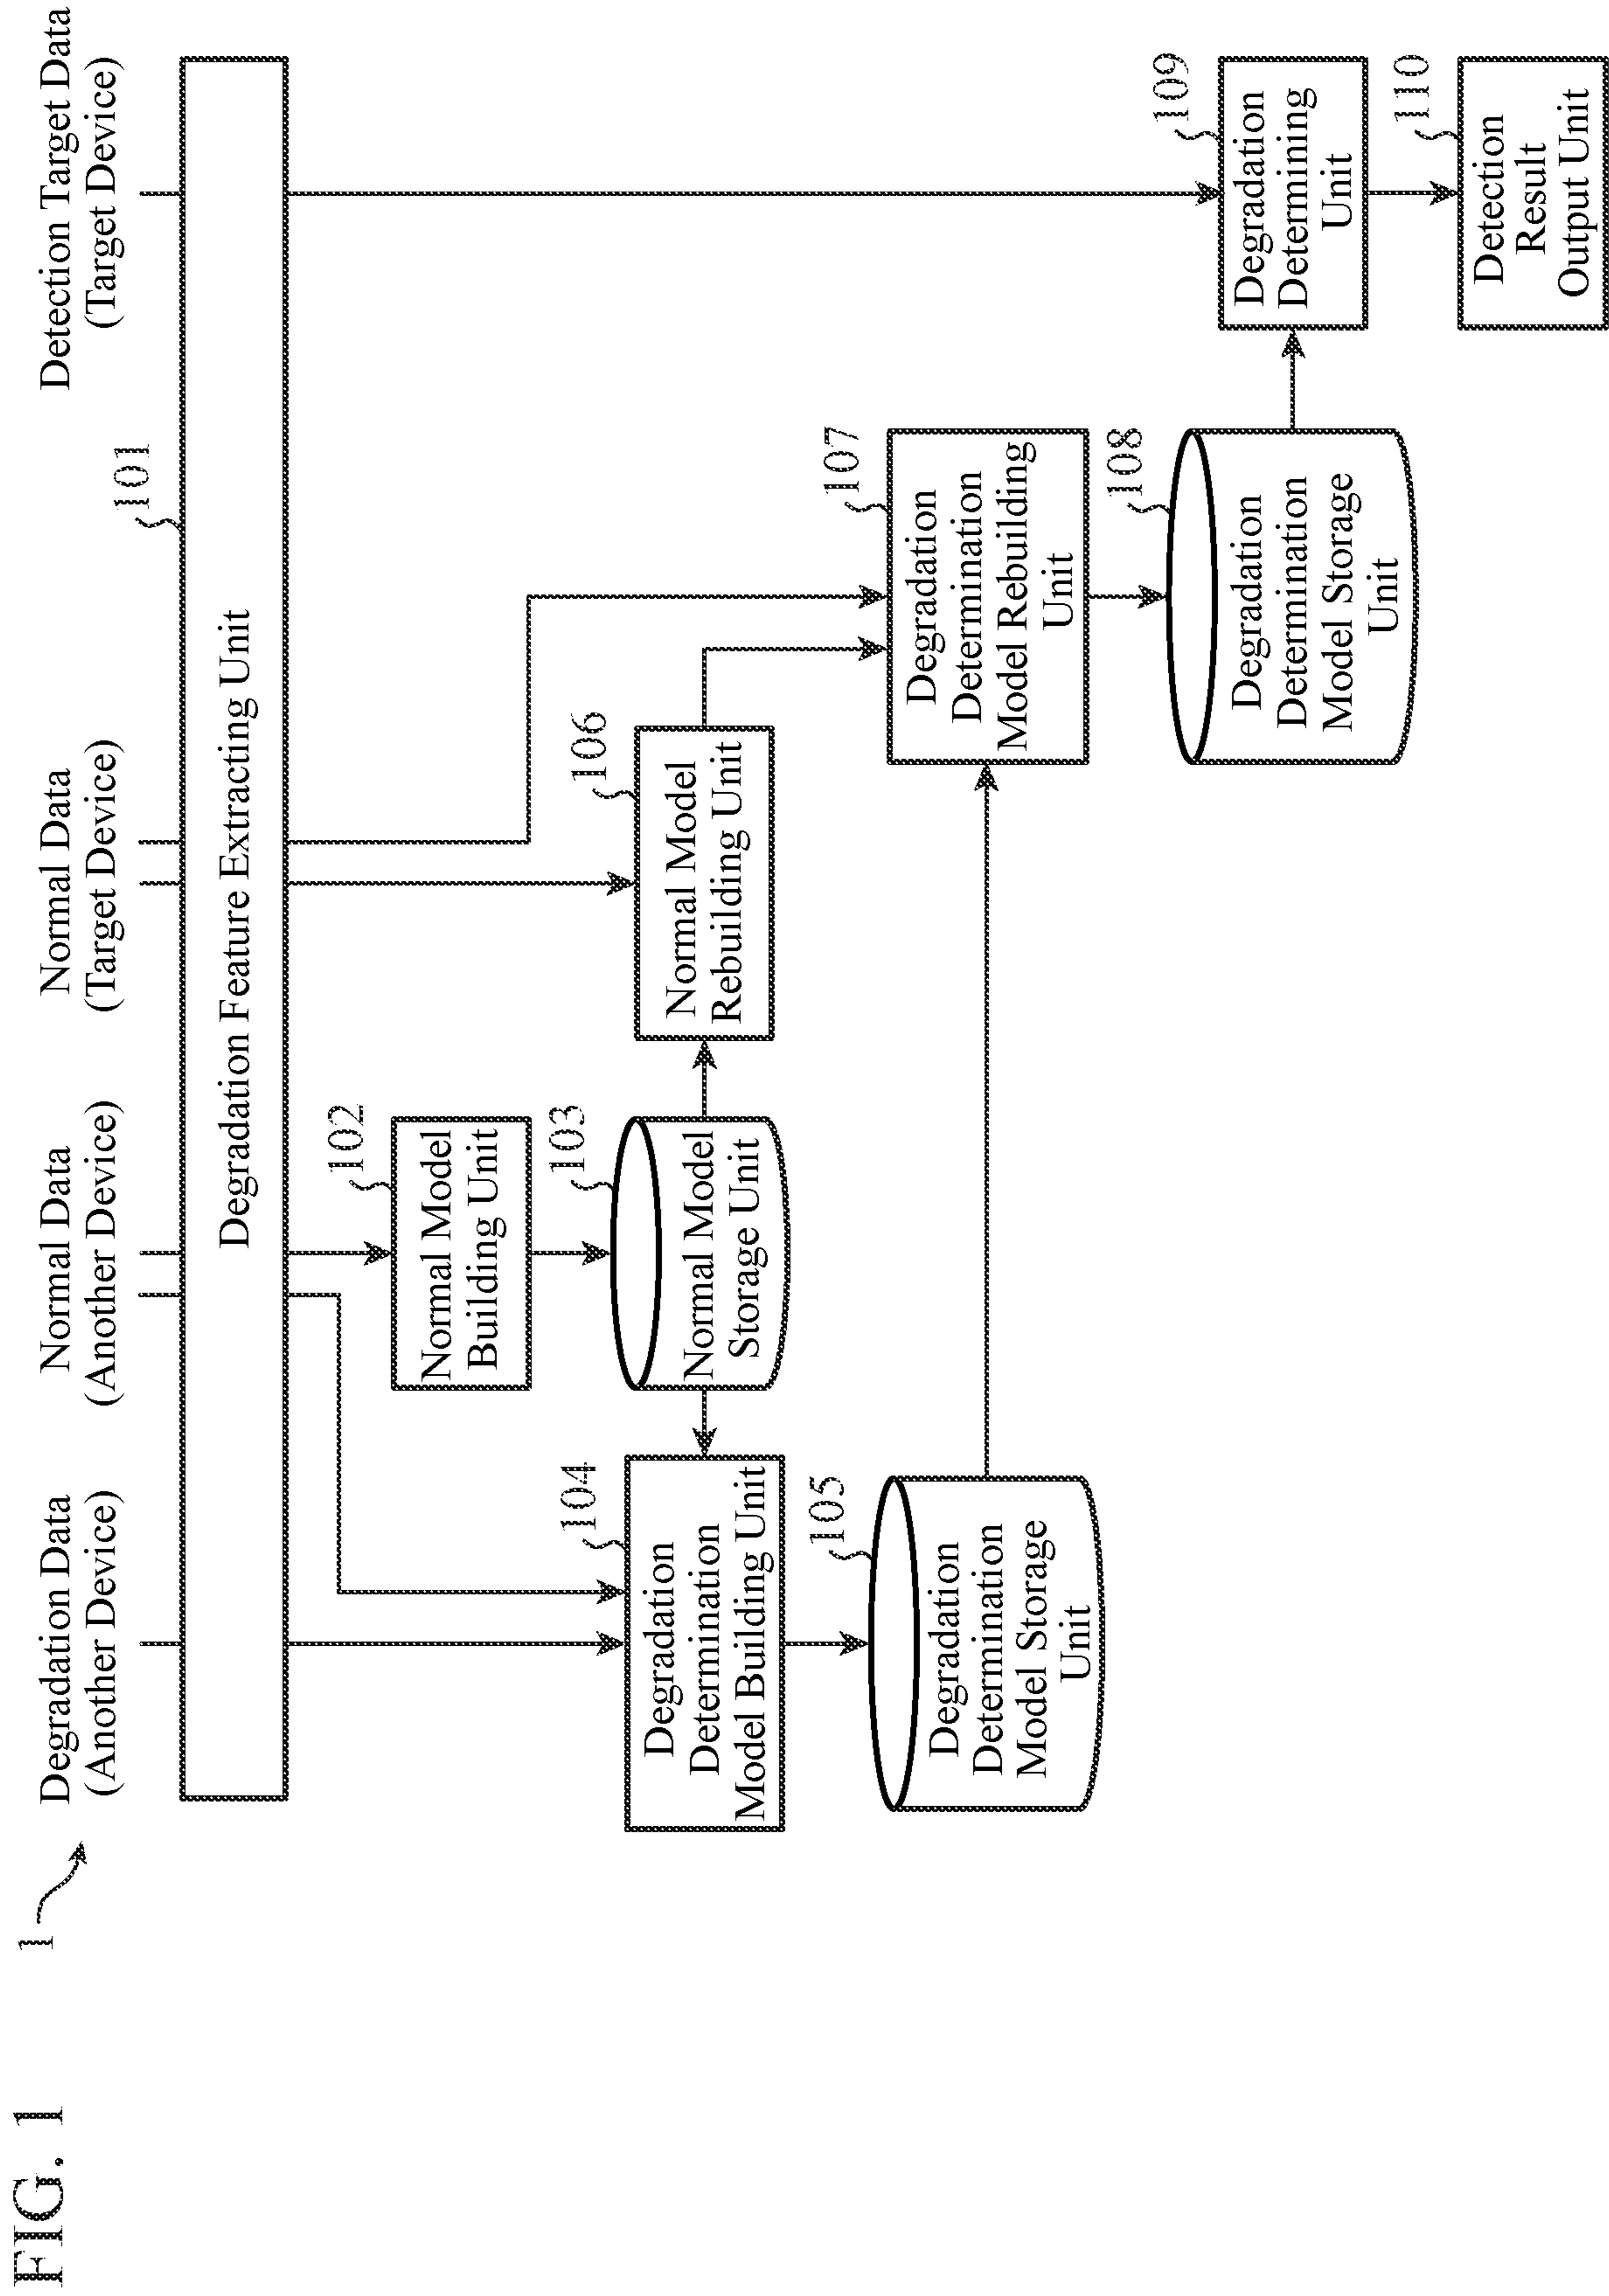 FIG. 1
1
Degradation Data
(Another Device)
Normal Data
(Another Device)
Normal Data
(Target Device)
Detection Target Data
(Target Device)
101
Degradation Feature Extracting Unit
102
Normal Model
Building Unit
103
Normal Model
Storage Unit
104
Degradation
Determination
Model Building Unit
105
Degradation
Determination
Model Storage
Unit
106
Normal Model
Rebuilding Unit
107
Degradation
Determination
Model Rebuilding
Unit
108
Degradation
Determination
Model Storage
Unit
109
Degradation
Determining
Unit
110
Detection
Result
Output Unit